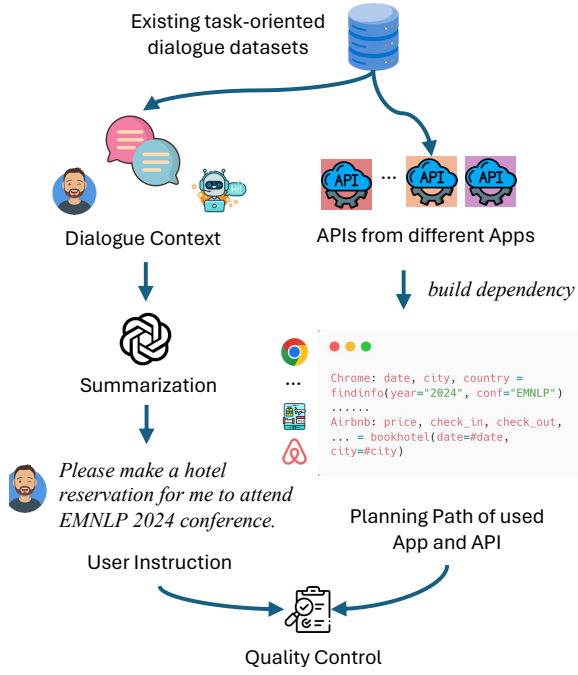 Existing task-oriented
dialogue datasets
Hi!
Dialogue Context
API
...
API
API
APIs from different Apps
build dependency
Summarization
...
Chrome: date, city, country =
findinfo(year="2024", conf="EMNLP")
......
Airbnb: price, check_in, check_out,
... = bookhotel(date=#date,
city=#city)
Please make a hotel
reservation for me to attend
EMNLP 2024 conference.
User Instruction
Planning Path of used
App and API
Quality Control